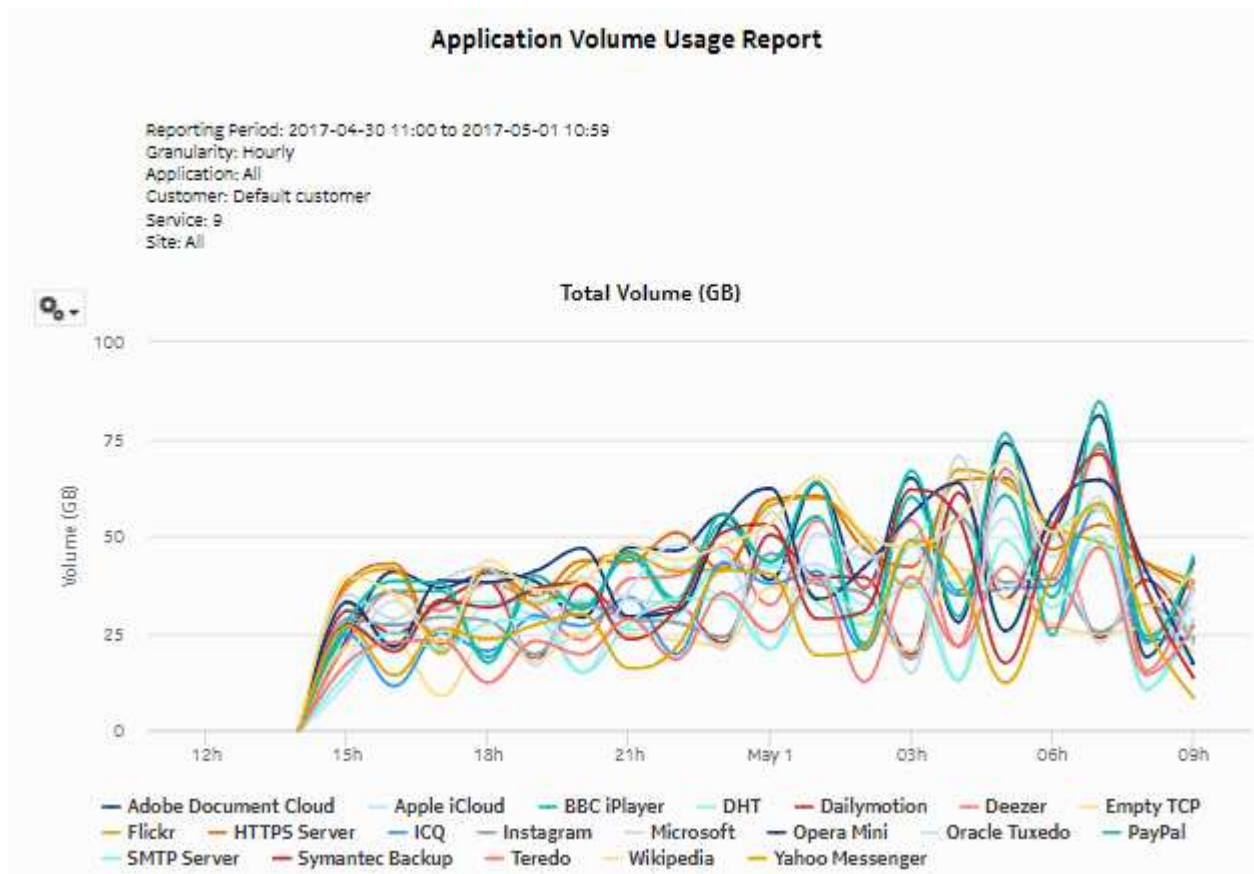 Application Volume Usage Report
Reporting Period: 2017-04-30 11:00 to 2017-05-01 10:59
Granularity: Hourly
Application: All
Customer: Default customer
Service: 9
Site: All
Total Volume (GB)
100
75
50
25
0
Volume (GB)
12h 15h 18h 21h May 1 03h 06h 09h
Adobe Document Cloud Apple iCloud BBC iPlayer DHT Dailymotion Deezer Empty TCP
Flickr HTTPS Server ICQ Instagram Microsoft Opera Mini Oracle Tuxedo PayPal
SMTP Server Symantec Backup Teredo Wikipedia Yahoo Messenger